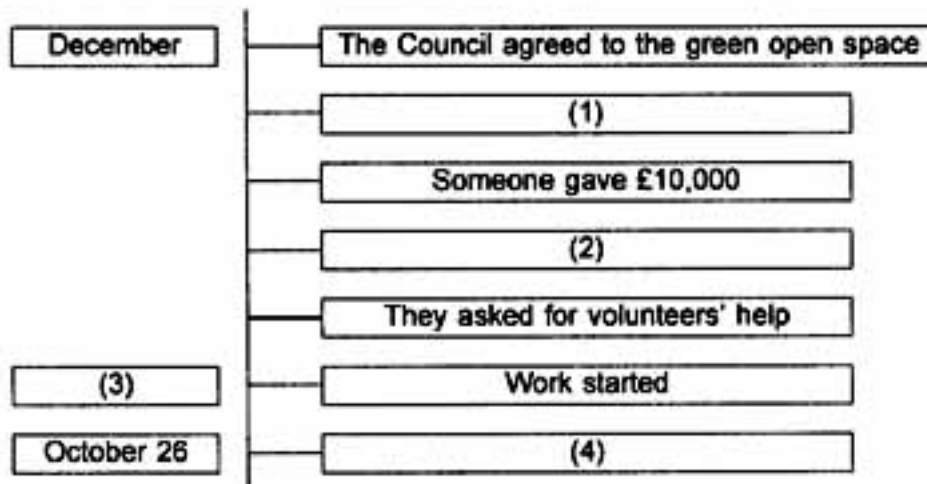 December
The Council agreed to the green open space
(1)
Someone gave £10,000
(2)
They asked for volunteers' help
(3)
Work started
October 26
(4)